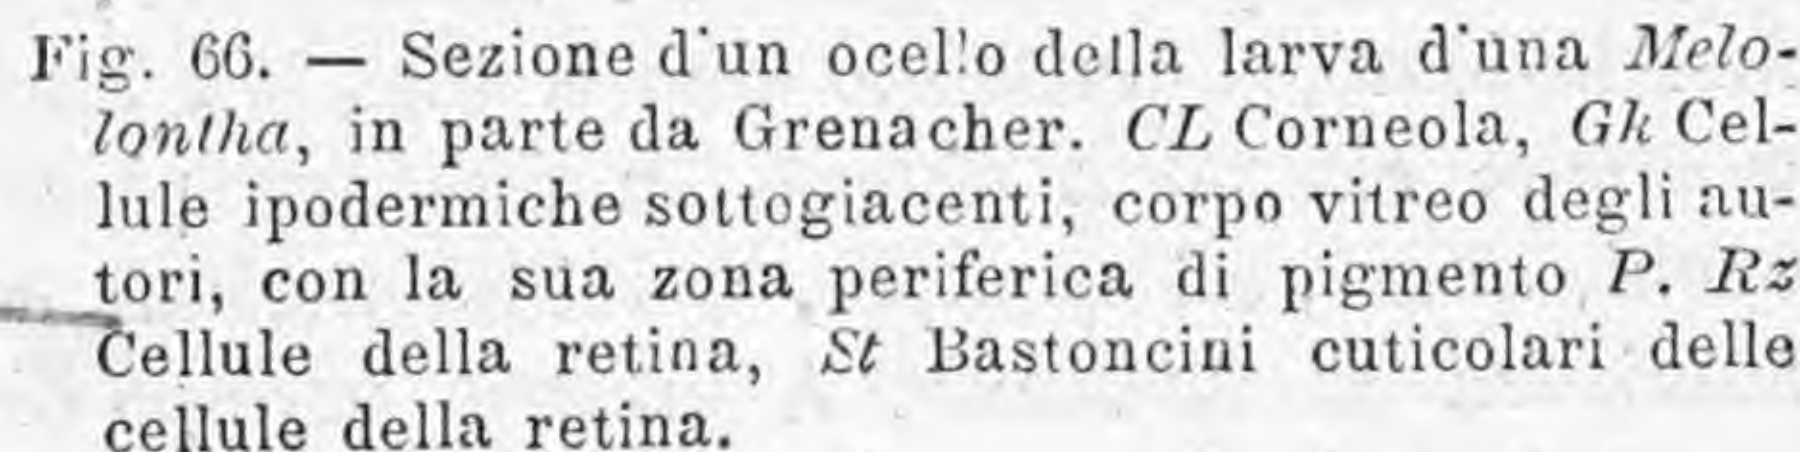 Fig. 66. — Sezione d'un ocello della larva d'una Melo-
lontha, in parte da Grenacher. CL Corneola, Gk Cel-
lule ipodermiche sottogiacenti, corpo vitreo degli au-
tori, con la sua zona periferica di pigmento P. Rz
Cellule della retina, St Bastoncini cuticolari delle
cellule della retina.